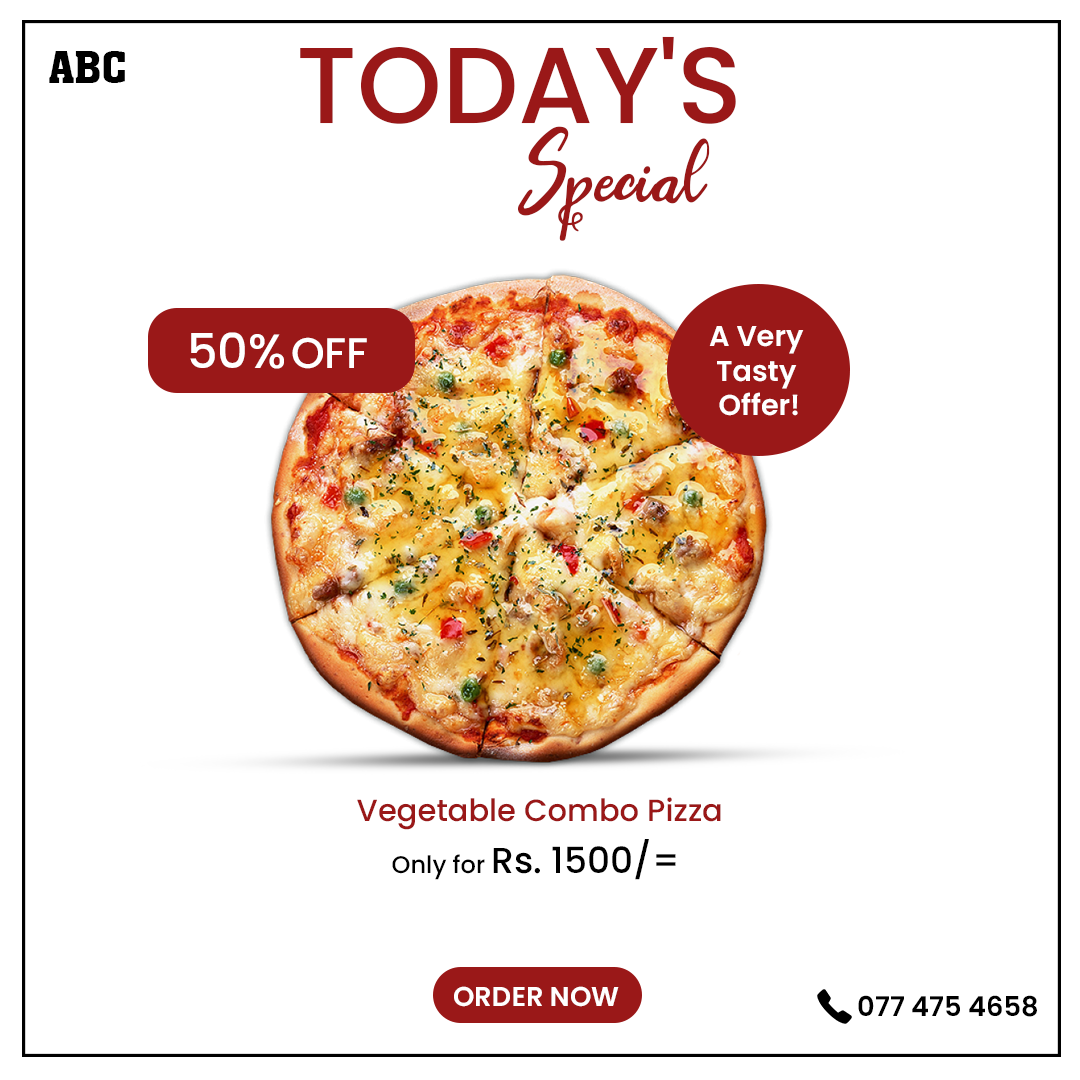 ABC
TODAY'S
Special
50% OFF
A Very
Tasty
Offer!
Vegetable Combo Pizza
Only for Rs. 1500/=
ORDER NOW
077 475 4658